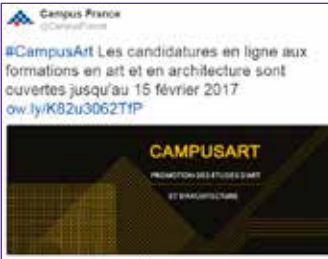 Campus France
@CampusFrance
#CampusArt Les candidatures en ligne aux
formations en art et en architecture sont
ouvertes jusqu'au 15 février 2017
ow.ly/K82u3062TfP
CAMPUSART
PROMOTION DES ÉTUDES D'ART
ET D'ARCHITECTURE